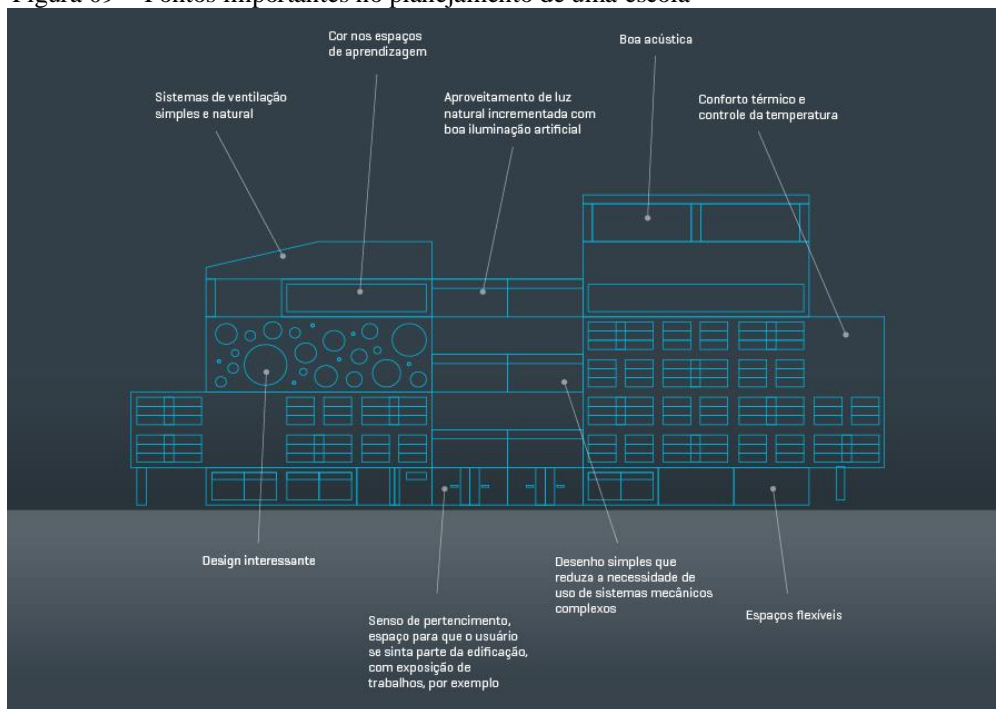 Figura 09 – Pontos importantes no planejamento de uma escola
Cor nos espaços
de aprendizagem
Boa acústica
Sistemas de ventilação
simples e natural
Aproveitamento de luz
natural incrementada com
boa iluminação artificial
Conforto térmico e
controle da temperatura
Design interessante
Desenho simples que
reduza a necessidade de
uso de sistemas mecânicos
complexos
Espaços flexíveis
Senso de pertencimento,
espaço para que o usuário
se sinta parte da edificação,
com exposição de
trabalhos, por exemplo